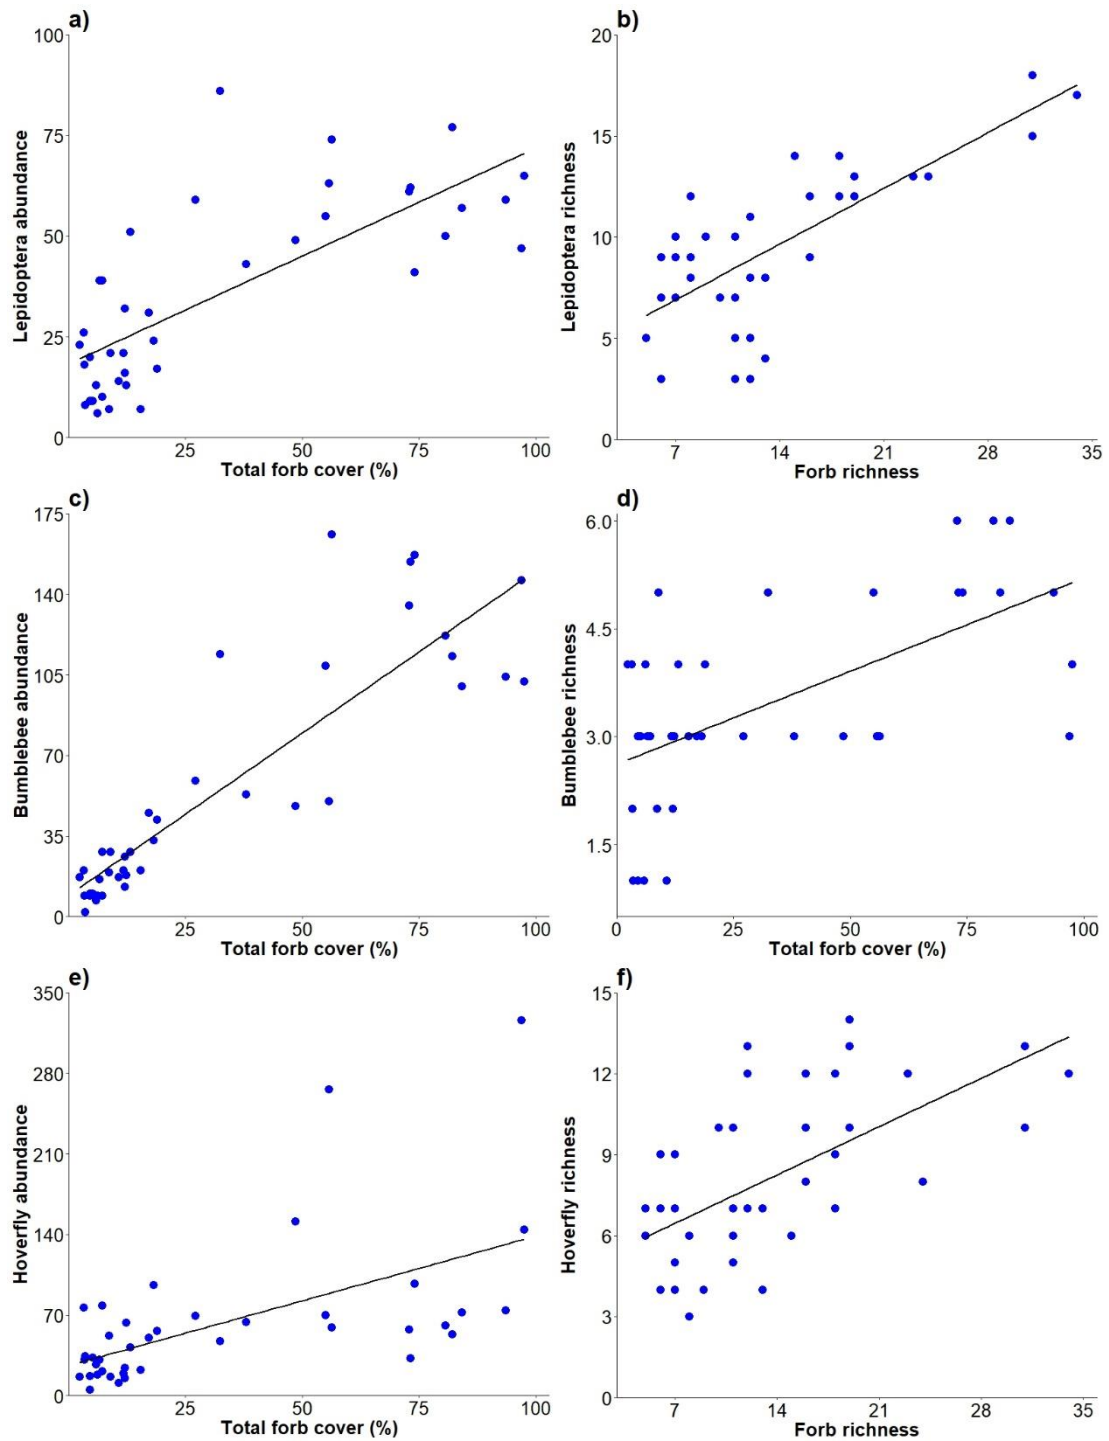 a)
100
75
50
25
0
Lepidoptera abundance
25 50 75 100
Total forb cover (%)
b)
20
15
10
5
0
Lepidoptera richness
7 14 21 28 35
Forb richness
c)
175
140
105
70
35
0
Bumblebee abundance
25 50 75 100
Total forb cover (%)
d)
6.0
4.5
3.0
1.5
Bumblebee richness
0 25 50 75 100
Total forb cover (%)
e)
350
280
210
140
70
0
Hoverfly abundance
25 50 75 100
Total forb cover (%)
f)
15
12
9
6
3
0
Hoverfly richness
7 14 21 28 35
Forb richness